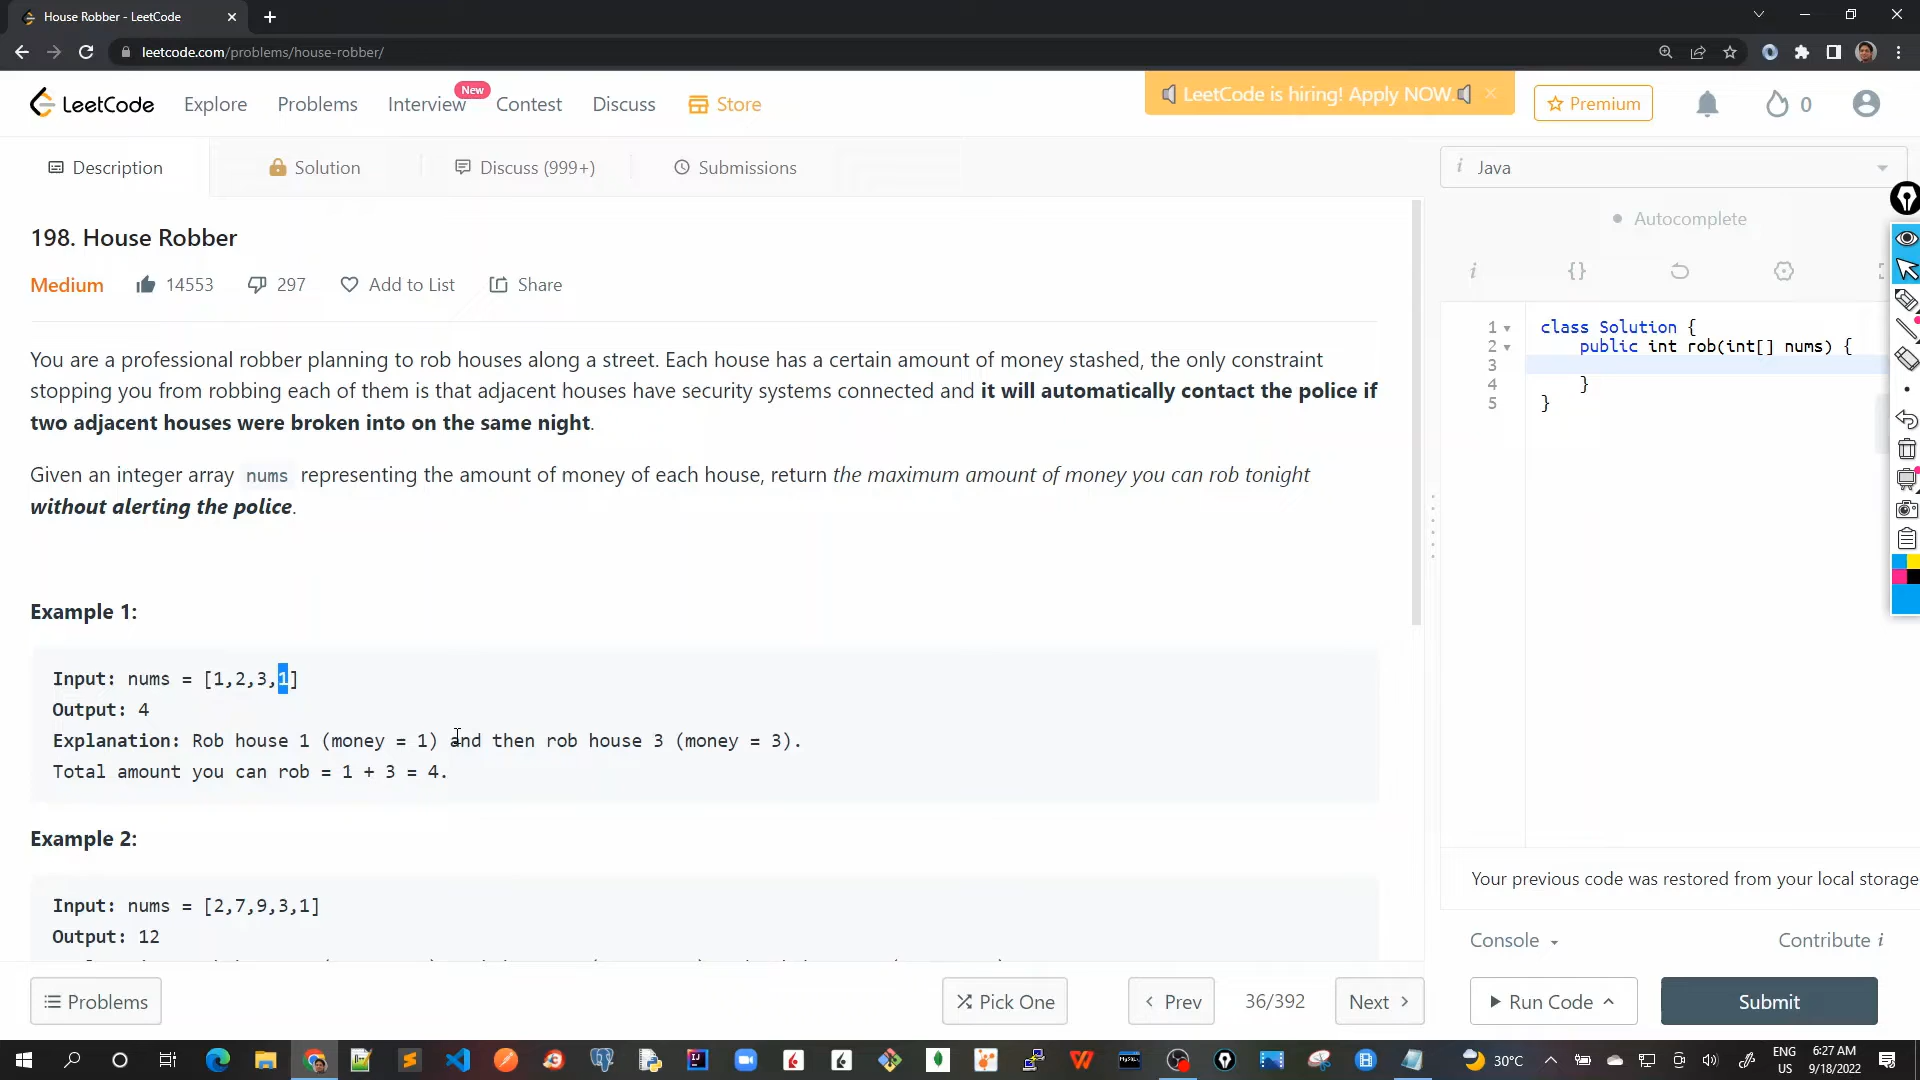 House Robber - LeetCode
leetcode.com/problems/house-robber/
LeetCode
Explore
Problems
Interview
New
Contest
Discuss
Store
LeetCode is hiring! Apply NOW.
Premium
0
Description
Solution
Discuss (999+)
Submissions
i Java
Autocomplete
198. House Robber
Medium
14553
297
Add to List
Share
You are a professional robber planning to rob houses along a street. Each house has a certain amount of money stashed, the only constraint
stopping you from robbing each of them is that adjacent houses have security systems connected and it will automatically contact the police if
two adjacent houses were broken into on the same night.
Given an integer array nums representing the amount of money of each house, return the maximum amount of money you can rob tonight
without alerting the police.
Example 1:
Input: nums = [1,2,3,1]
Output: 4
Explanation: Rob house 1 (money = 1) and then rob house 3 (money = 3).
Total amount you can rob = 1 + 3 = 4.
Example 2:
Input: nums = [2,7,9,3,1]
Output: 12
i {}
1 class Solution {
2 public int rob(int[] nums) {
3
4 }
5 }
Your previous code was restored from your local storage
Console
Contribute i
Problems
Pick One
Prev
36/392
Next
Run Code
Submit
30°C
ENG
US
6:27 AM
9/18/2022